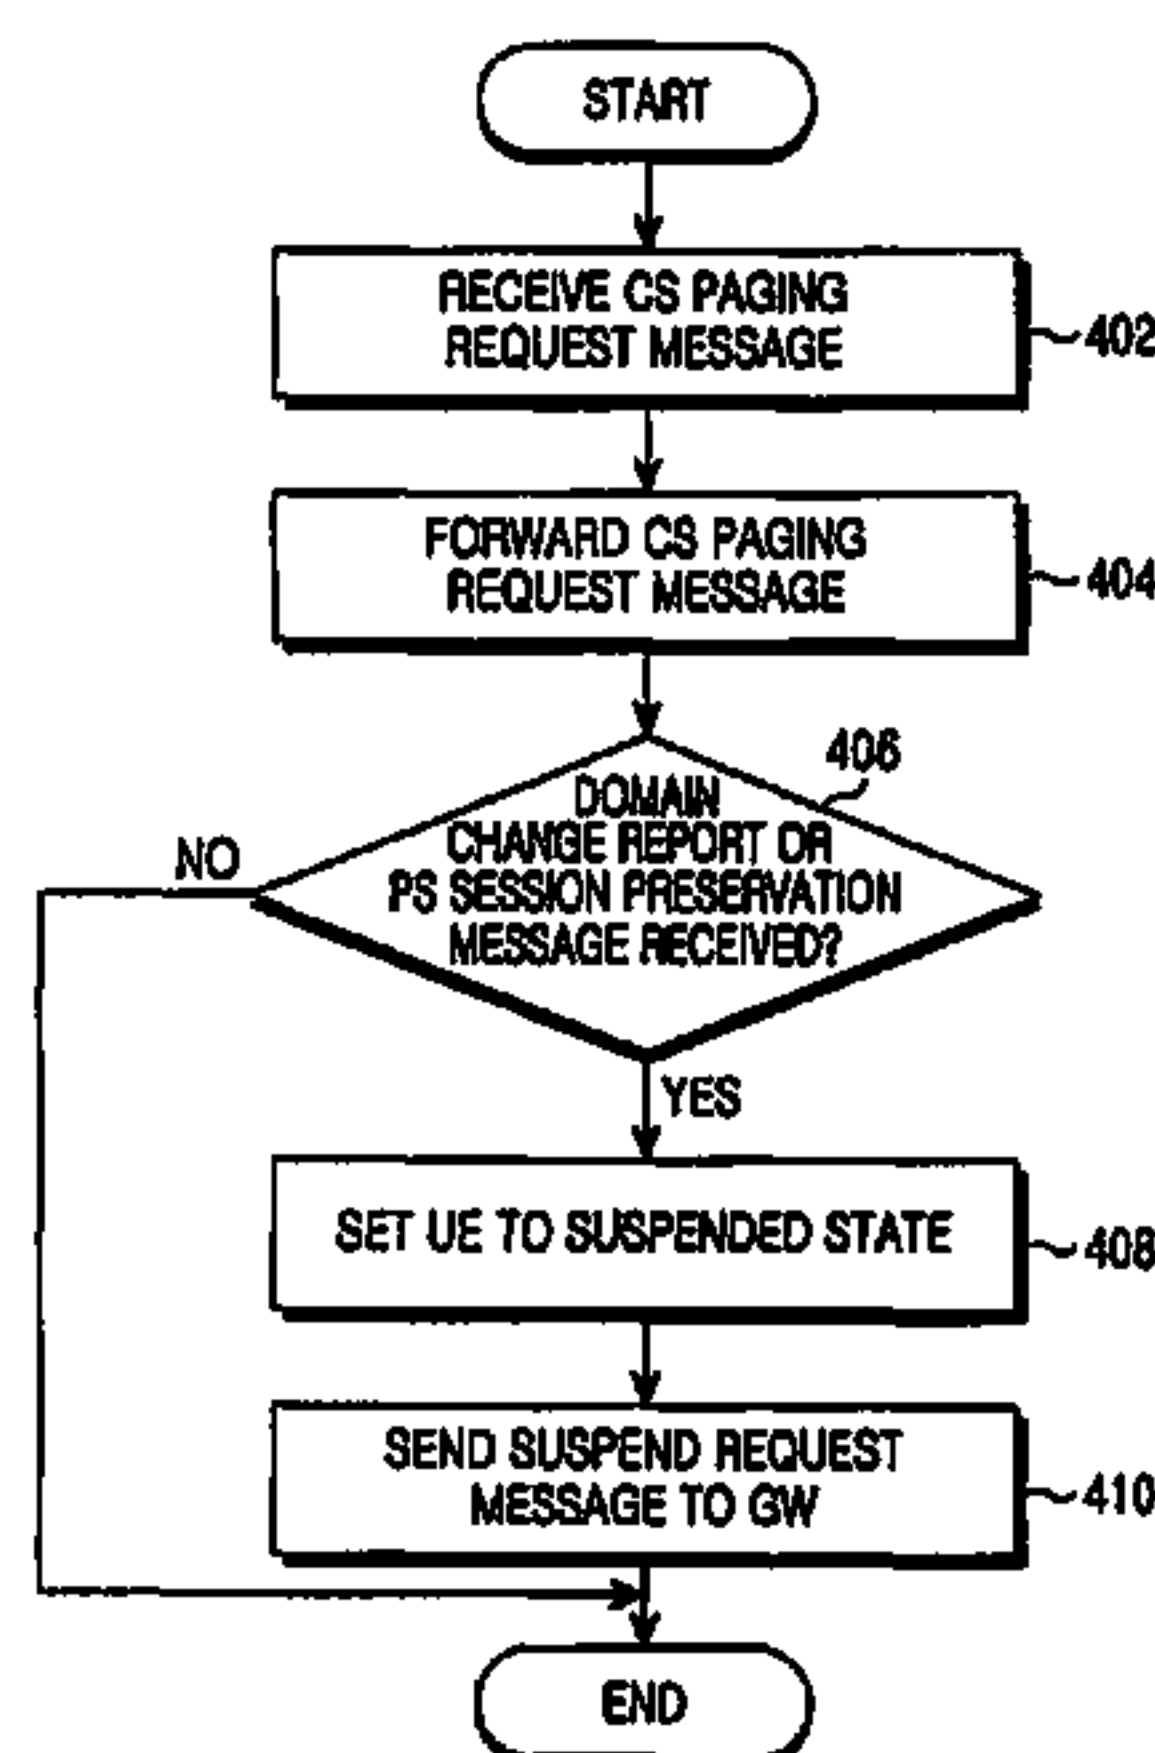 START
RECEIVE CS PAGING
REQUEST MESSAGE
402
FORWARD CS PAGING
REQUEST MESSAGE
404
406
DOMAIN
CHANGE REPORT OR
PS SESSION PRESERVATION
MESSAGE RECEIVED?
NO
YES
SET UE TO SUSPENDED STATE
408
SEND SUSPEND REQUEST
MESSAGE TO GW
410
END